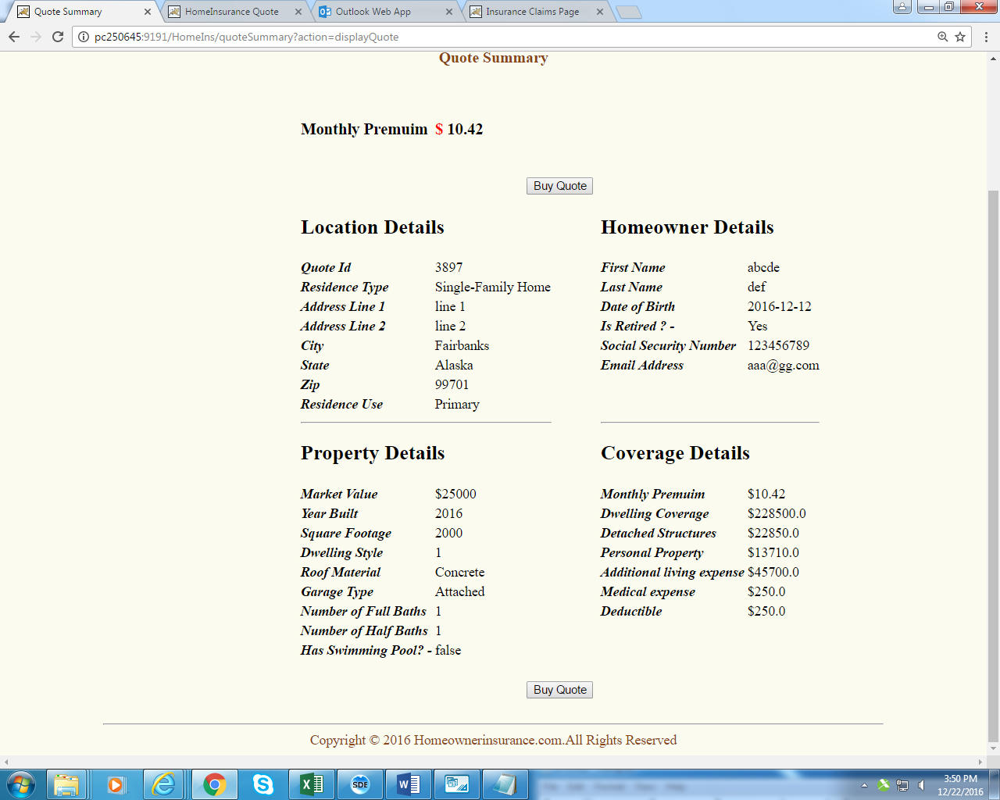 Quote Summary
HomeInsurance Quote
Outlook Web App
Insurance Claims Page
pc250645:9191/HomeIns/quoteSummary?action=displayQuote
Quote Summary
Monthly Premuim $ 10.42
Buy Quote
Location Details
Quote Id 3897
Residence Type Single-Family Home
Address Line 1 line 1
Address Line 2 line 2
City Fairbanks
State Alaska
Zip 99701
Residence Use Primary
Homeowner Details
First Name abcde
Last Name def
Date of Birth 2016-12-12
Is Retired ? - Yes
Social Security Number 123456789
Email Address aaa@gg.com
Property Details
Market Value $25000
Year Built 2016
Square Footage 2000
Dwelling Style 1
Roof Material Concrete
Garage Type Attached
Number of Full Baths 1
Number of Half Baths 1
Has Swimming Pool? - false
Coverage Details
Monthly Premuim $10.42
Dwelling Coverage $228500.0
Detached Structures $22850.0
Personal Property $13710.0
Additional living expense $45700.0
Medical expense $250.0
Deductible $250.0
Buy Quote
Copyright © 2016 Homeownerinsurance.com.All Rights Reserved
SDE
3:50 PM
12/22/2016